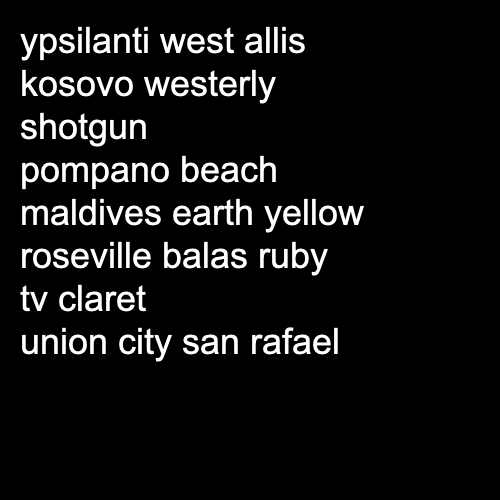 ypsilanti west allis
kosovo westerly
shotgun
pompano beach
maldives earth yellow
roseville balas ruby
tv claret
union city san rafael